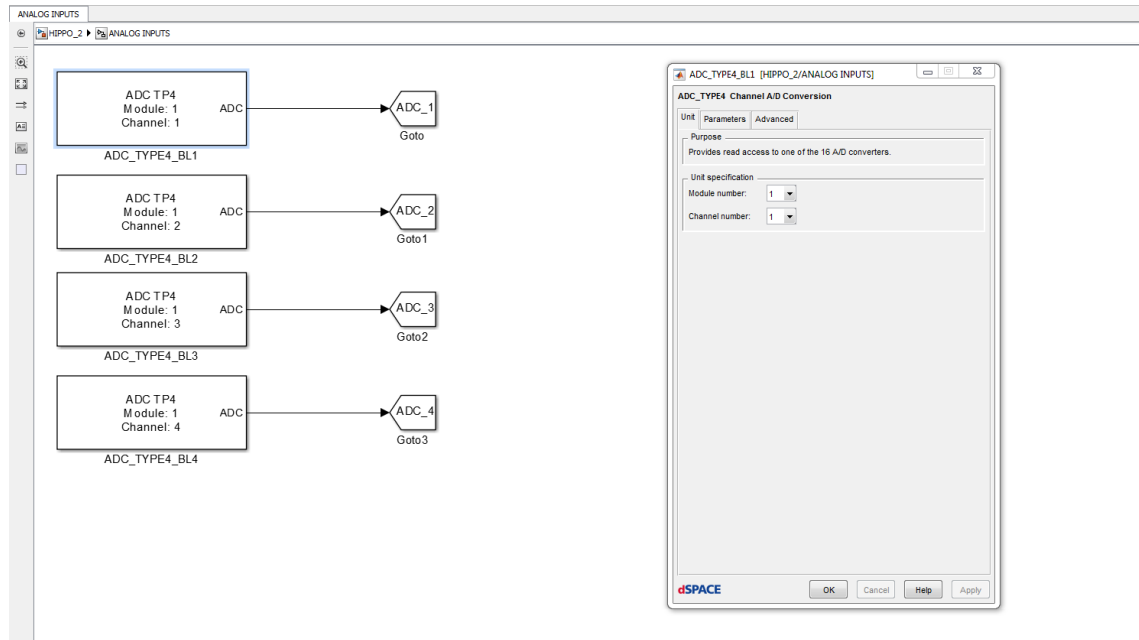 ANALOG INPUTS
HIPPO_2 ANALOG INPUTS
ADC TP4
Module: 1
Channel: 1
ADC
ADC_TYPE4_BL1
ADC_1
Goto
ADC TP4
Module: 1
Channel: 2
ADC
ADC_TYPE4_BL2
ADC_2
Goto1
ADC TP4
Module: 1
Channel: 3
ADC
ADC_TYPE4_BL3
ADC_3
Goto2
ADC TP4
Module: 1
Channel: 4
ADC
ADC_TYPE4_BL4
ADC_4
Goto3
ADC_TYPE4_BL1 [HIPPO_2/ANALOG INPUTS]
ADC_TYPE4 Channel A/D Conversion
Unit Parameters Advanced
Purpose
Provides read access to one of the 16 A/D converters.
Unit specification
Module number: 1
Channel number: 1
dSPACE OK Cancel Help Apply